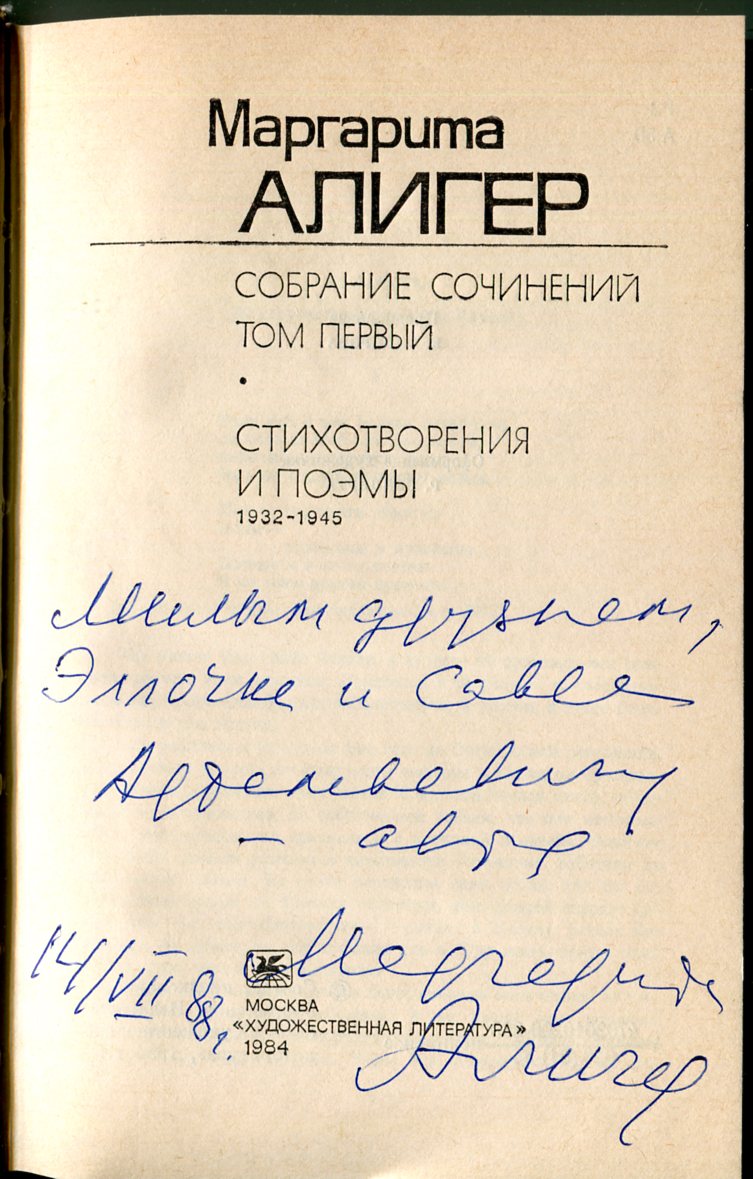 Маргарита
АЛИГЕР
СОБРАНИЕ СОЧИНЕНИЙ
ТОМ ПЕРВЫЙ
•
СТИХОТВОРЕНИЯ
И ПОЭМЫ
1932-1945
Милым друзьям,
Эллочке и Савве
Артемьевичу
— автор
Маргарита
Алигер
14/VII 88 г.
МОСКВА
«ХУДОЖЕСТВЕННАЯ ЛИТЕРАТУРА»
1984